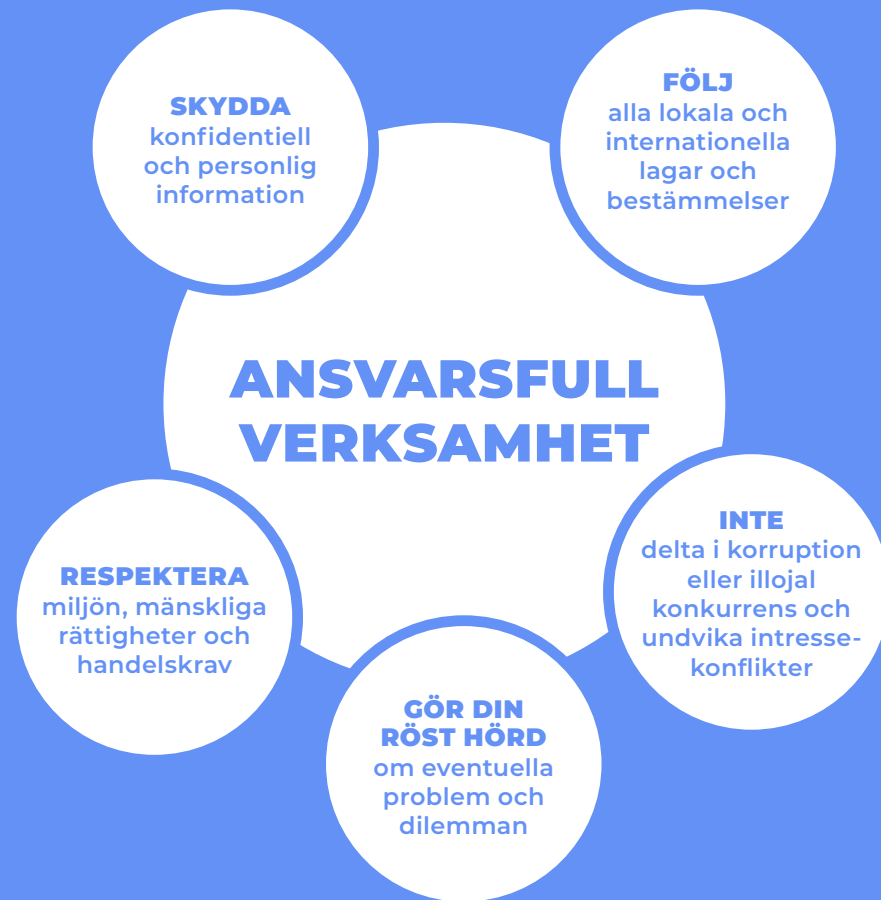 SKYDDA
konfidentiell
och personlig
information
FÖLJ
alla lokala och
internationella
lagar och
bestämmelser
ANSVARSFULL
VERKSAMHET
INTE
delta i korruption
eller illojal
konkurrens och
undvika intresse-
konflikter
RESPEKTERA
miljön, mänskliga
rättigheter och
handelskrav
GÖR DIN
RÖST HÖRD
om eventuella
problem och
dilemman